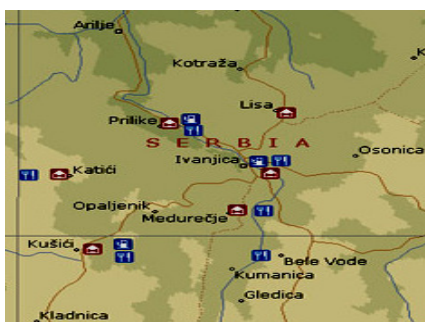 Arilje
Kotraža
Lisa
Prilike
SERBIA
Ivanjica
Osonica
Katići
Opaljenik
Medurečje
Kušići
Bele Vode
Kumanica
Gledica
Kladnica